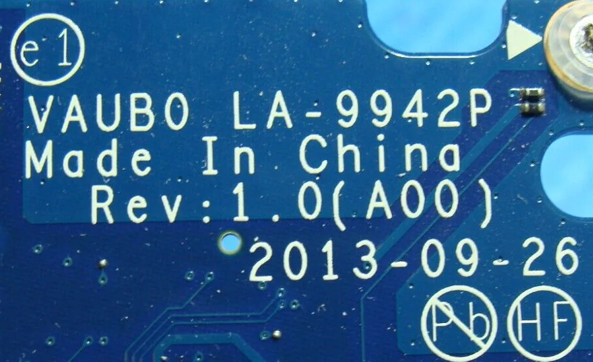 e1
VAUB0 LA-9942P
Made In China
Rev:1.0(A00)
2013-09-26
Pb HF